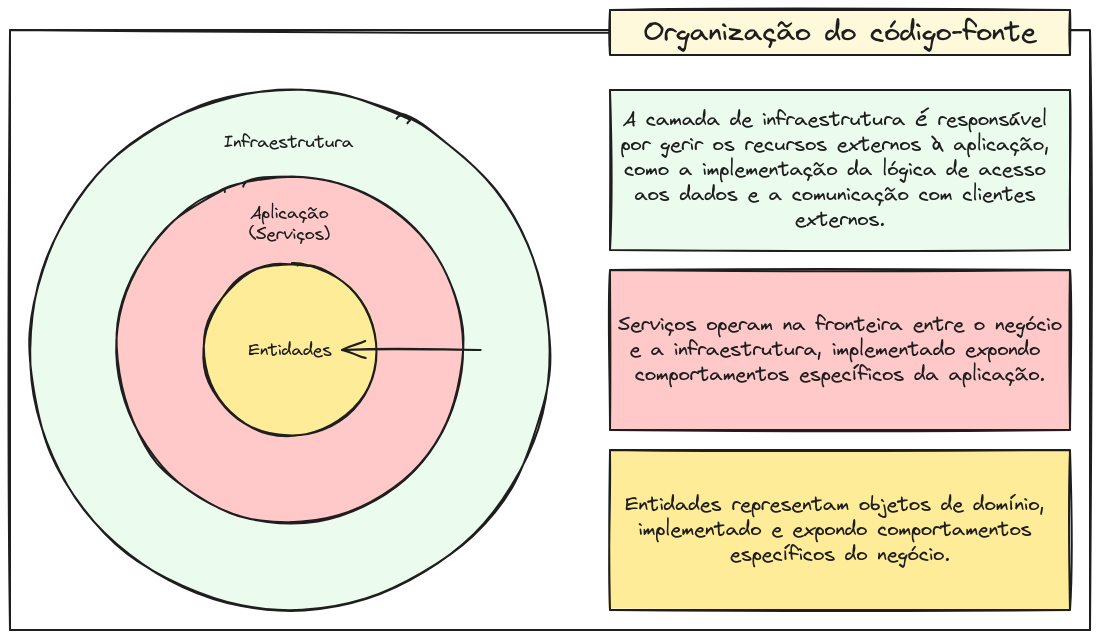 Organização do código-fonte
Infraestrutura
Aplicação
(Serviços)
Entidades
A camada de infraestrutura é responsável
por gerir os recursos externos à aplicação,
como a implementação da lógica de acesso
aos dados e a comunicação com clientes
externos.
Serviços operam na fronteira entre o negócio
e a infraestrutura, implementado expondo
comportamentos específicos da aplicação.
Entidades representam objetos de domínio,
implementado e expondo comportamentos
específicos do negócio.